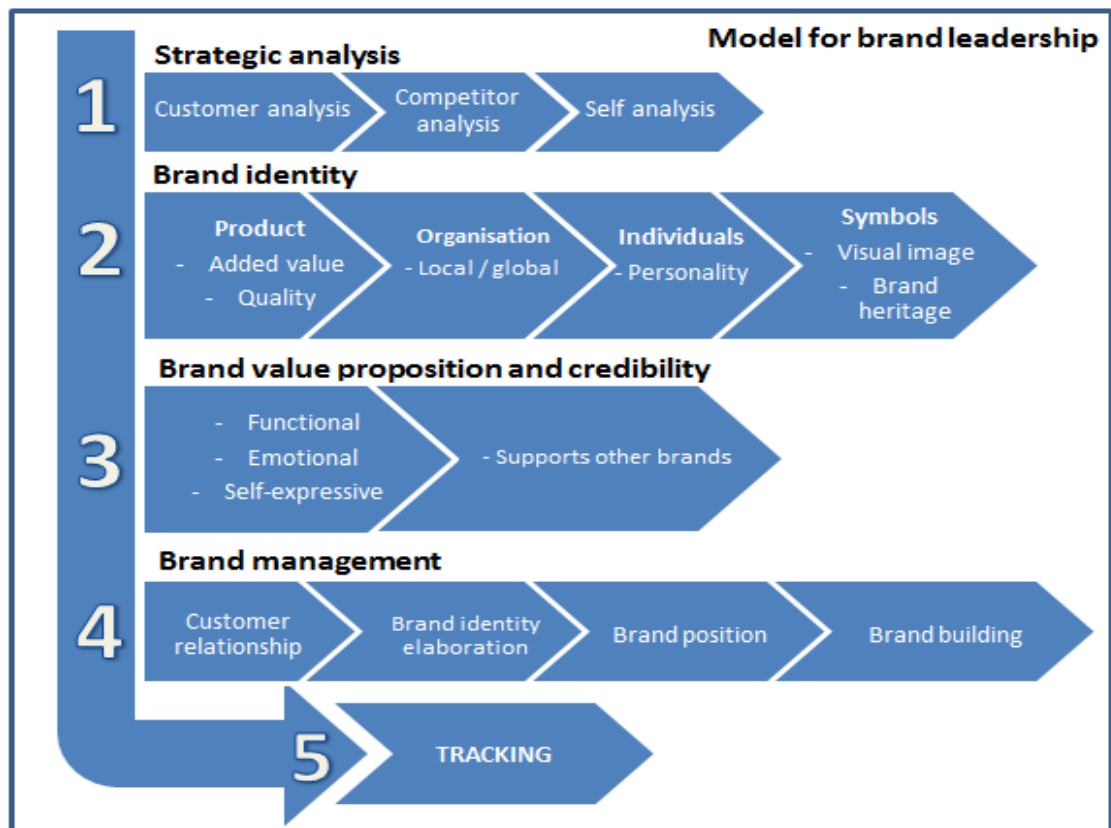 Model for brand leadership
1
Strategic analysis
Customer analysis
Competitor
analysis
Self analysis
2
Brand identity
Product
- Added value
- Quality
Organisation
- Local / global
Individuals
- Personality
Symbols
- Visual image
- Brand
heritage
3
Brand value proposition and credibility
- Functional
- Emotional
- Self-expressive
- Supports other brands
4
Brand management
Customer
relationship
Brand identity
elaboration
Brand position
Brand building
5
TRACKING